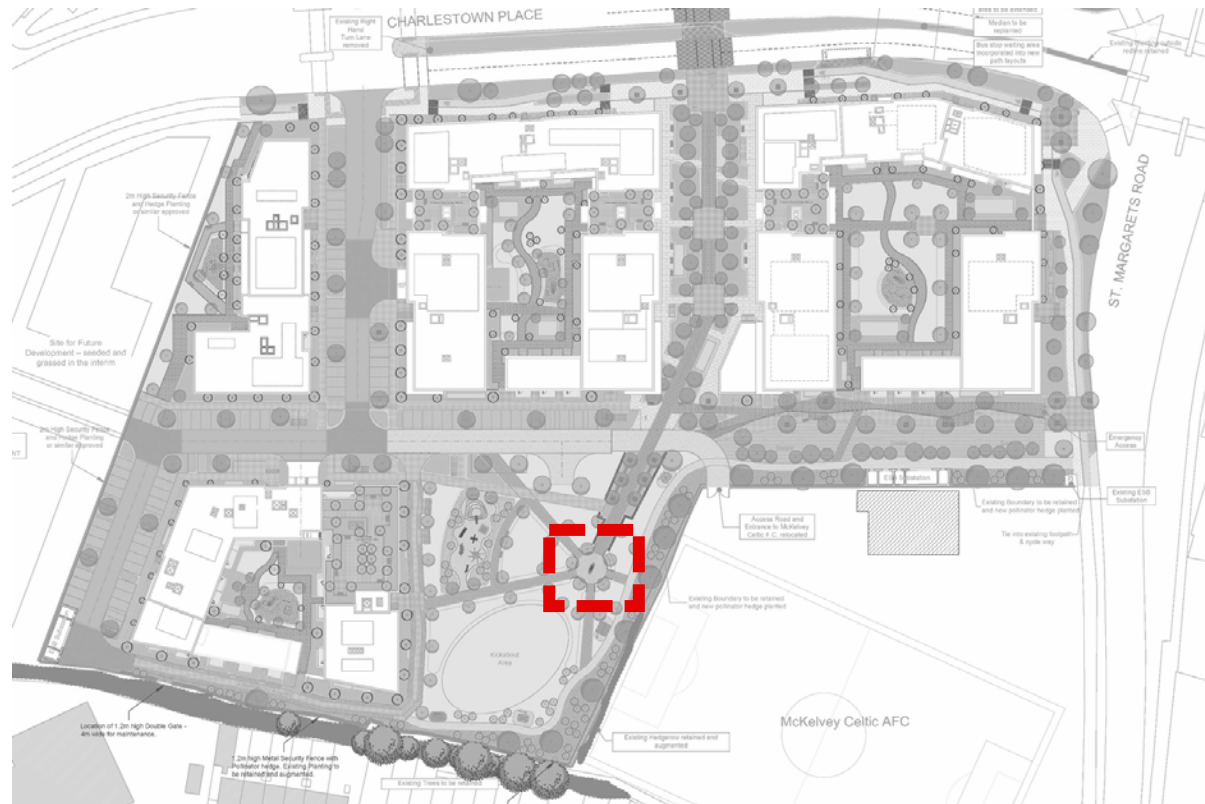 CHARLESTOWN PLACE
Existing Right
Hand
Turn Lane
removed
area to be extended
Median to be
replanted
Bus stop waiting area
incorporated into new
path layouts
ST. MARGARETS ROAD
2m High Security Fence
and Hedge Planting
or similar approved
Site for Future
Development – seeded and
grassed in the interim
2m High Security Fence
and Hedge Planting
or similar approved
NT
Emergency
Access
ESB Substation
Existing ESB
Substation
Existing Boundary to be retained
and new pollinator hedge planted
Access Road and
Entrance to McKelvey
Celtic F.C. relocated
Tie into existing footpath
& cycle way
Existing Boundary to be retained
and new pollinator hedge planted
Kickabout
Area
McKelvey Celtic AFC
Location of 1.2m high Double Gate -
4m wide for maintenance.
Existing Hedgerow retained and
augmented
1.2m high Metal Security Fence with
Pollinator hedge. Existing Planting to
be retained and augmented.
Existing Trees to be retained